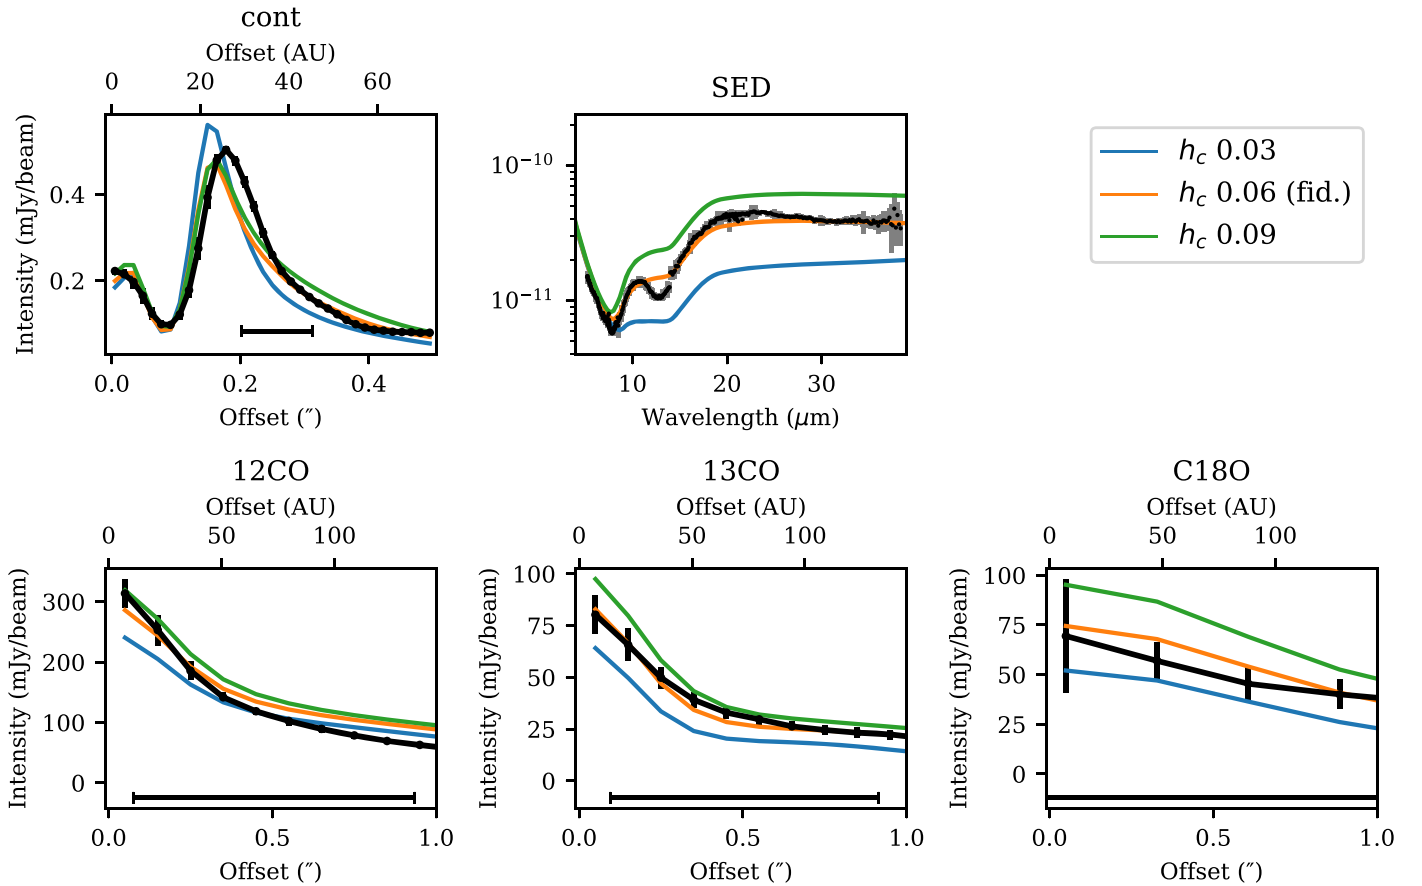 cont
Offset (AU)
0 20 40 60
Intensity (mJy/beam)
0.4
0.2
0.0 0.2 0.4
Offset (″)
SED
10⁻¹⁰
10⁻¹¹
10 20 30
Wavelength (μm)
h_c 0.03
h_c 0.06 (fid.)
h_c 0.09
12CO
Offset (AU)
0 50 100
Intensity (mJy/beam)
300
200
100
0
0.0 0.5 1.0
Offset (″)
13CO
Offset (AU)
0 50 100
Intensity (mJy/beam)
100
75
50
25
0
0.0 0.5 1.0
Offset (″)
C18O
Offset (AU)
0 50 100
Intensity (mJy/beam)
100
75
50
25
0
0.0 0.5 1.0
Offset (″)